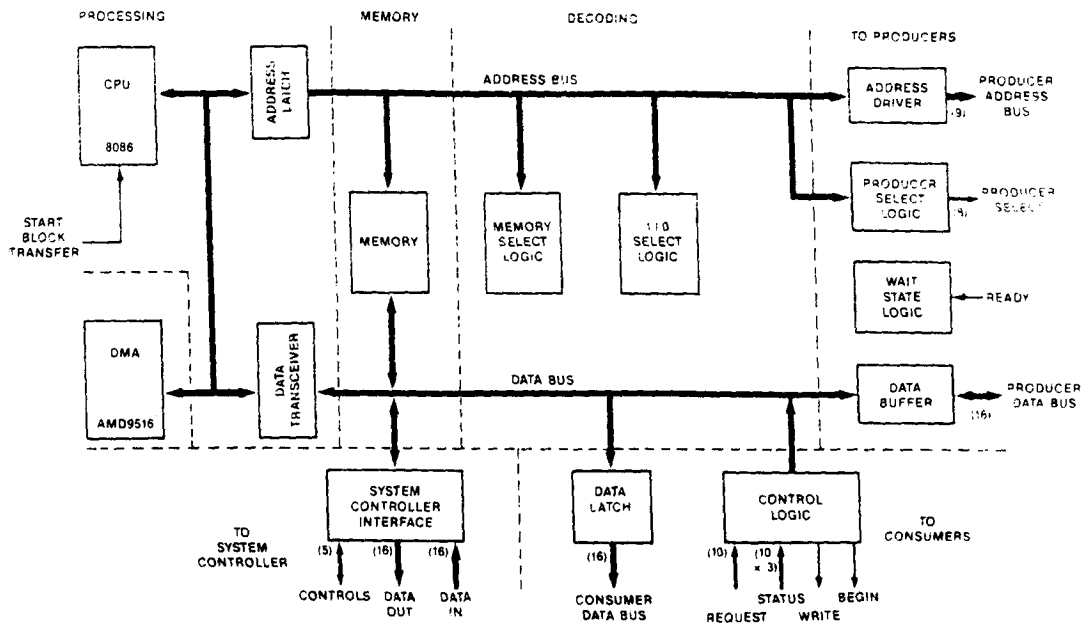 PROCESSING
MEMORY
DECODING
TO PRODUCERS
CPU
8086
ADDRESS
LATCH
ADDRESS BUS
ADDRESS
DRIVER
(9)
PRODUCER
ADDRESS
BUS
START
BLOCK
TRANSFER
MEMORY
MEMORY
SELECT
LOGIC
I/O
SELECT
LOGIC
PRODUCER
SELECT
LOGIC
PRODUCER
SELECT
WAIT
STATE
LOGIC
READY
DMA
AMD9516
DATA
TRANSCEIVER
DATA BUS
DATA
BUFFER
(16)
PRODUCER
DATA BUS
TO
SYSTEM
CONTROLLER
SYSTEM
CONTROLLER
INTERFACE
(5)
(16)
(16)
CONTROLS
DATA
OUT
DATA
IN
DATA
LATCH
(16)
CONSUMER
DATA BUS
CONTROL
LOGIC
(10)
(10
× 3)
REQUEST
STATUS
WRITE
BEGIN
TO
CONSUMERS